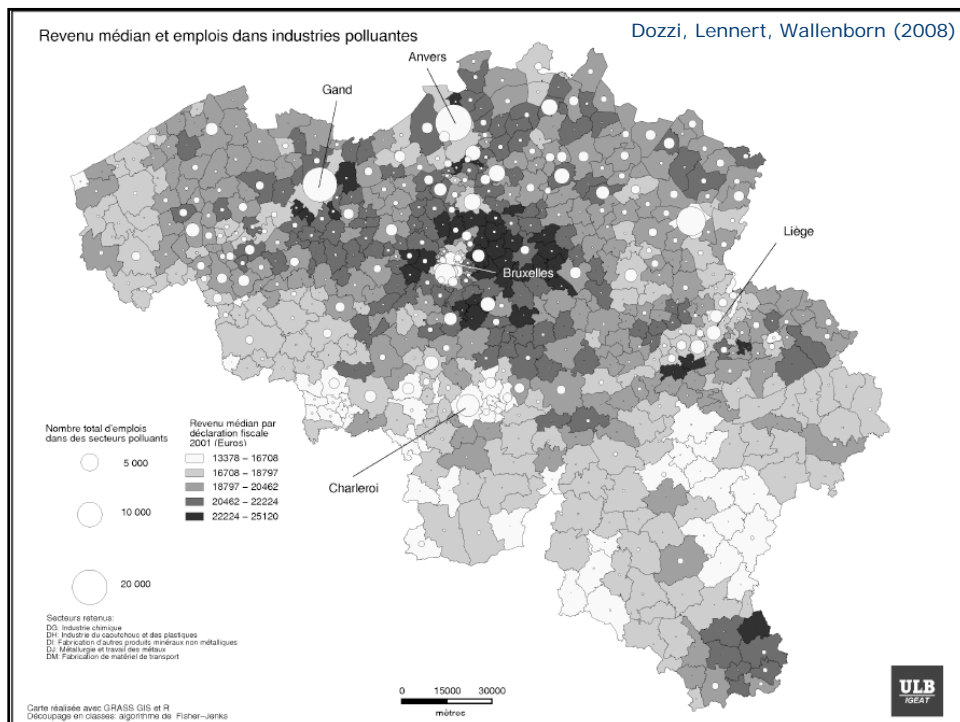 Revenu médian et emplois dans industries polluantes
Dozzi, Lennert, Wallenborn (2008)
Anvers
Gand
Liège
Bruxelles
Charleroi
Nombre total d'emplois
dans des secteurs polluants
5 000
10 000
20 000
Revenu médian par
déclaration fiscale
2001 (Euros)
13378 – 16708
16708 – 18797
18797 – 20462
20462 – 22224
22224 – 25120
Secteurs retenus:
DG: Industrie chimique
DH: Industrie du caoutchouc et des plastiques
DI: Fabrication d'autres produits minéraux non métalliques
DJ: Métallurgie et travail des métaux
DM: Fabrication de matériel de transport
0 15000 30000
mètres
Carte réalisée avec GRASS GIS et R
Découpage en classes: algorithme de Fisher–Jenks
ULB
IGEAT